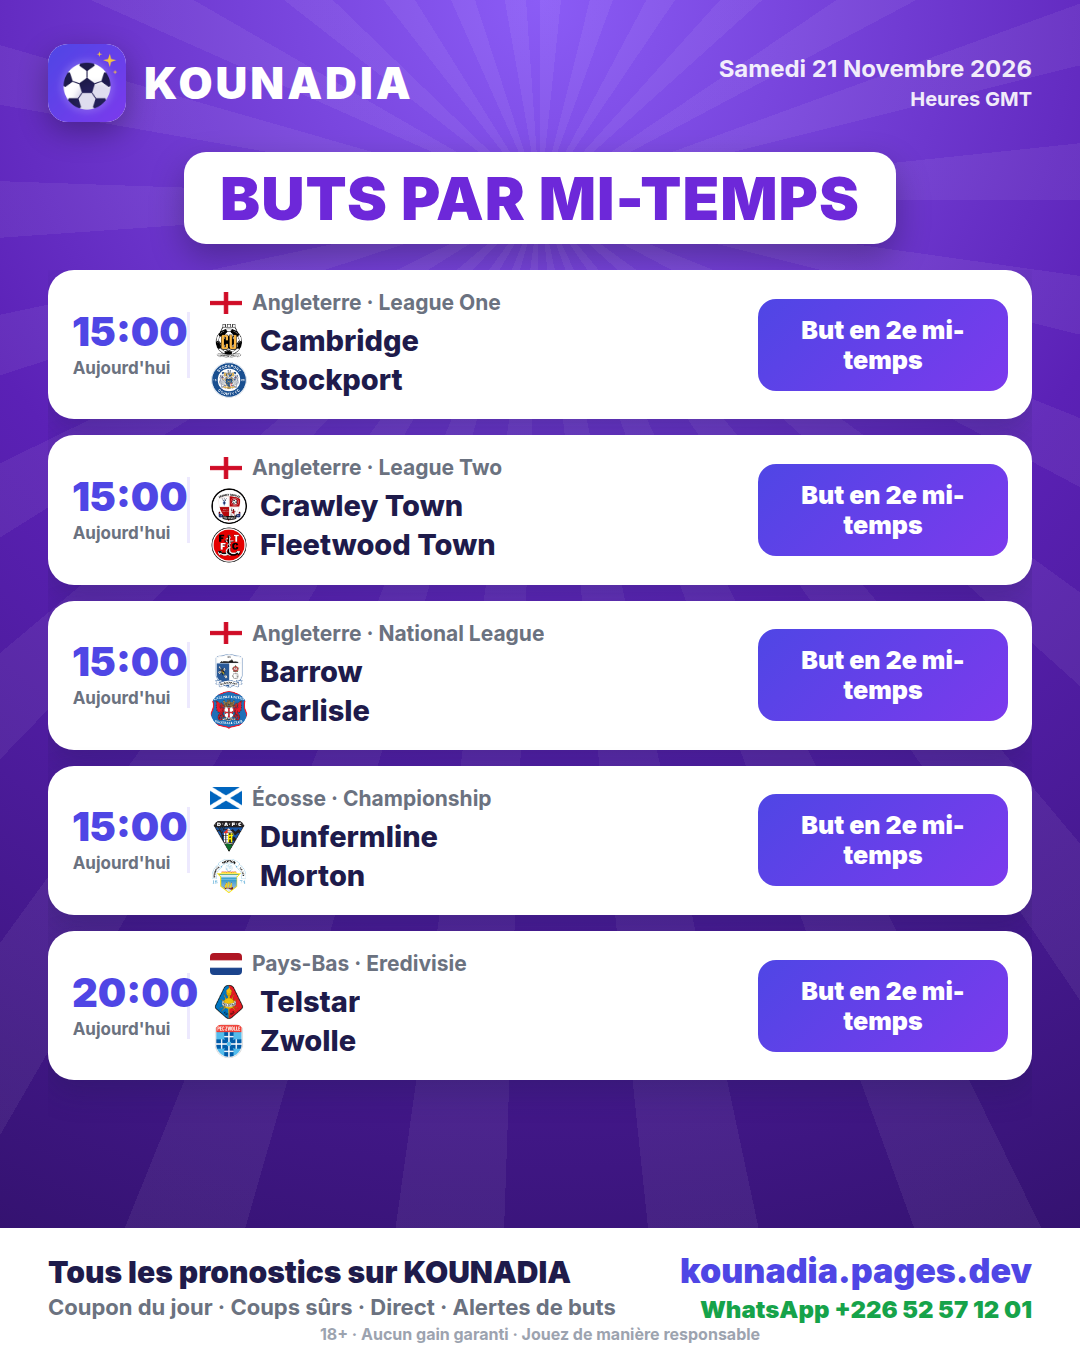 KOUNADIA
Samedi 21 Novembre 2026
Heures GMT
BUTS PAR MI-TEMPS
15:00
Aujourd'hui
Angleterre · League One
Cambridge
Stockport
But en 2e mi-
temps
15:00
Aujourd'hui
Angleterre · League Two
Crawley Town
Fleetwood Town
But en 2e mi-
temps
15:00
Aujourd'hui
Angleterre · National League
Barrow
Carlisle
But en 2e mi-
temps
15:00
Aujourd'hui
Écosse · Championship
Dunfermline
Morton
But en 2e mi-
temps
20:00
Aujourd'hui
Pays-Bas · Eredivisie
Telstar
Zwolle
But en 2e mi-
temps
Tous les pronostics sur KOUNADIA
kounadia.pages.dev
Coupon du jour · Coups sûrs · Direct · Alertes de buts
WhatsApp +226 52 57 12 01
18+ · Aucun gain garanti · Jouez de manière responsable